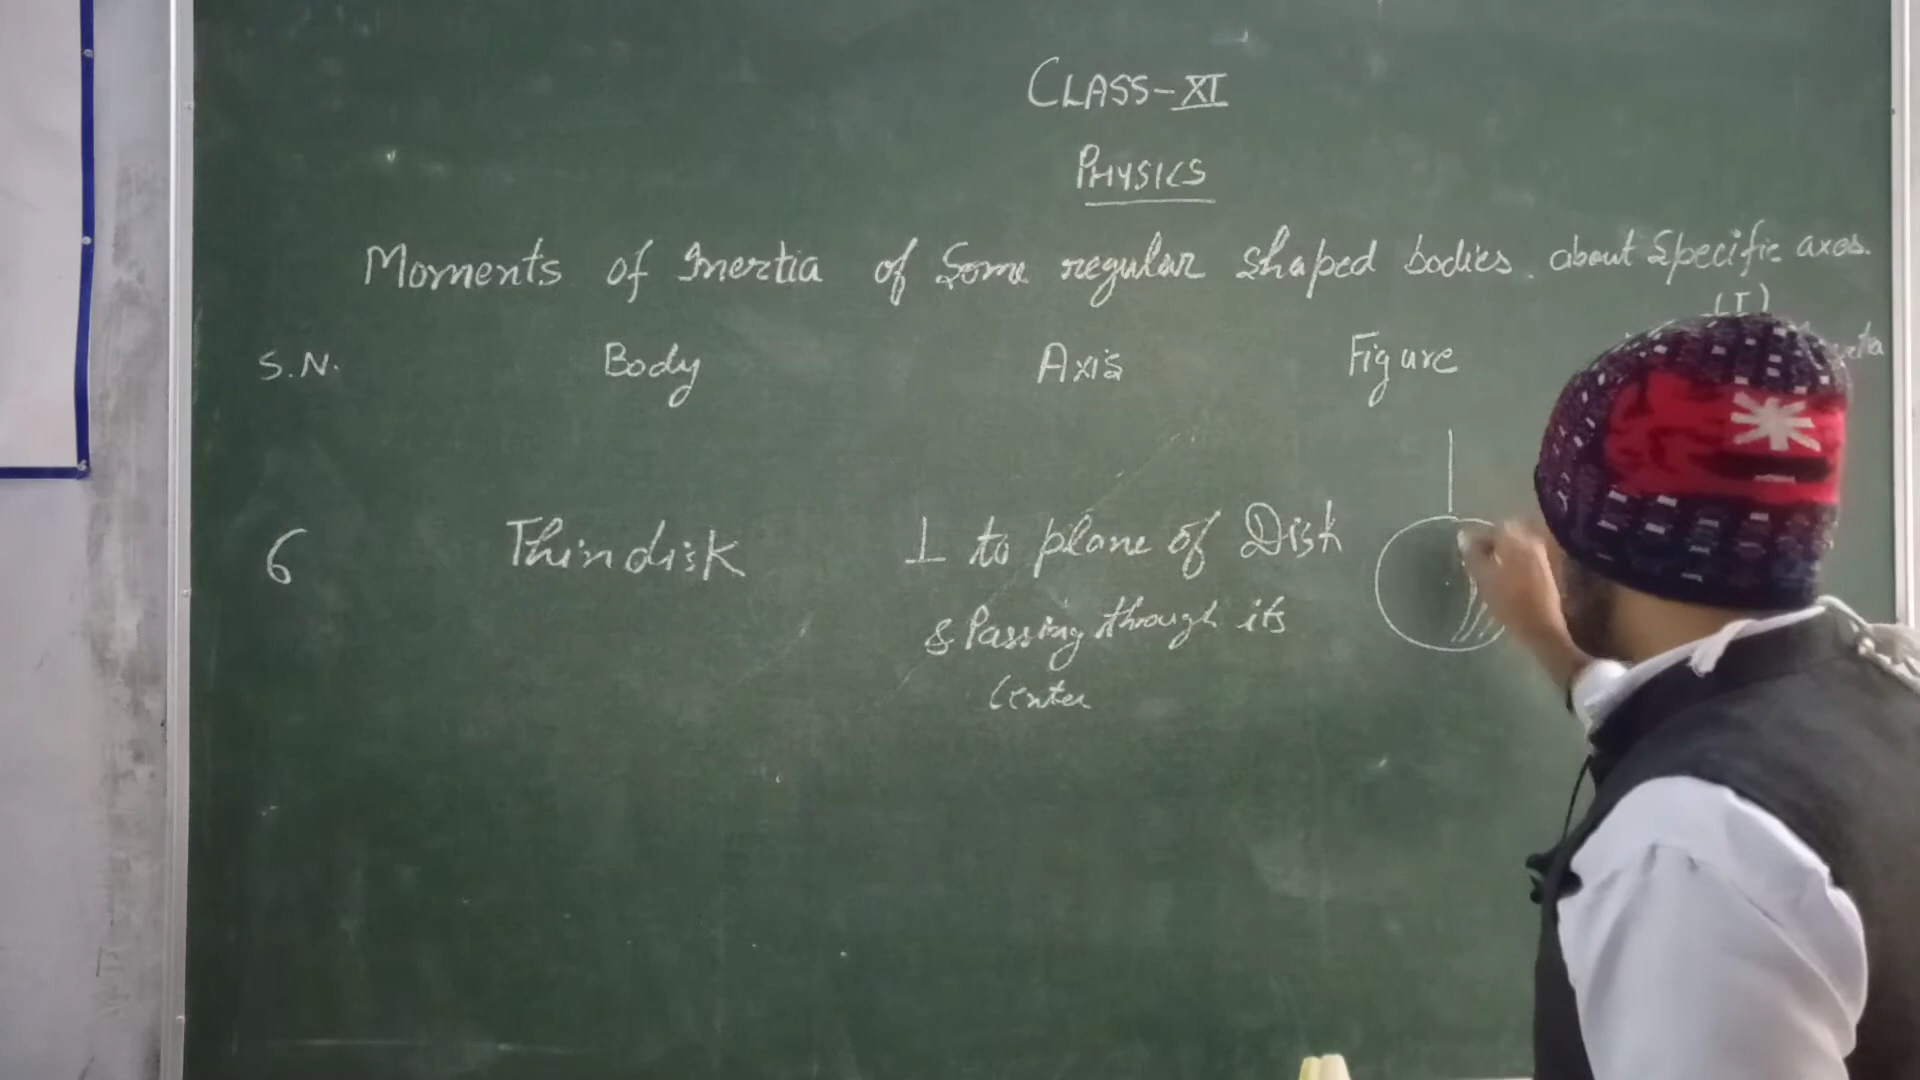 CLASS-XI
PHYSICS
Moments of Inertia of Some regular shaped bodies. about Specific axes.
(I)
S.N. Body Axis Figure
6 Thin disk ⊥ to plane of Disk
& Passing through its
Center